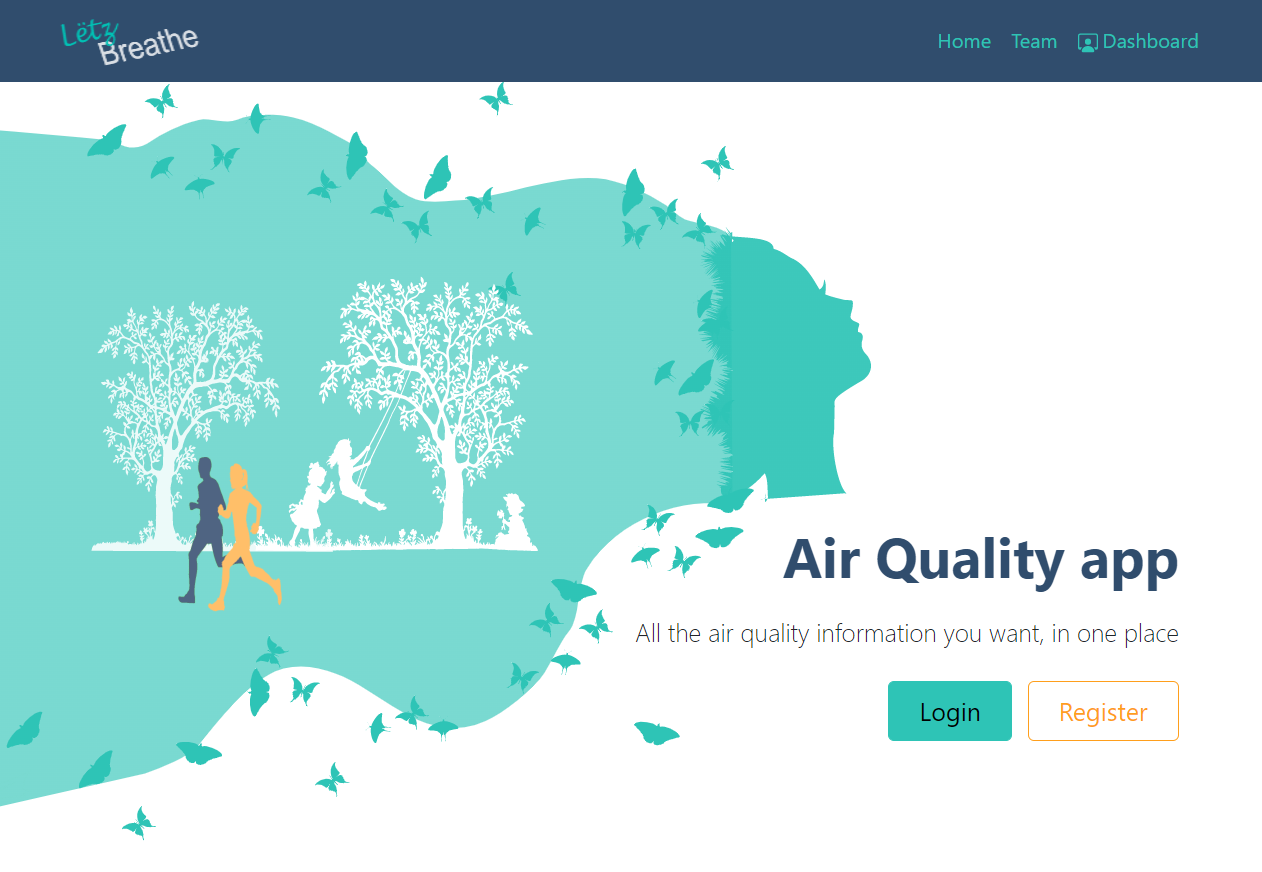 Lëtz
Breathe
Home Team Dashboard
Air Quality app
All the air quality information you want, in one place
Login Register